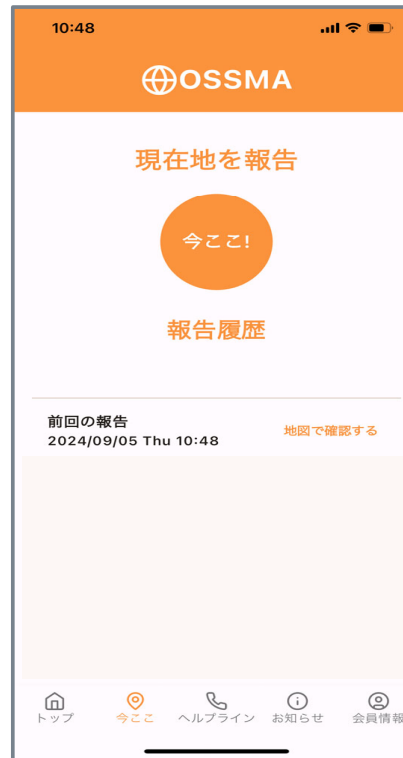 10:48
OSSMA
現在地を報告
今ここ!
報告履歴
前回の報告
2024/09/05 Thu 10:48
地図で確認する
トップ
今ここ
ヘルプライン
お知らせ
会員情報